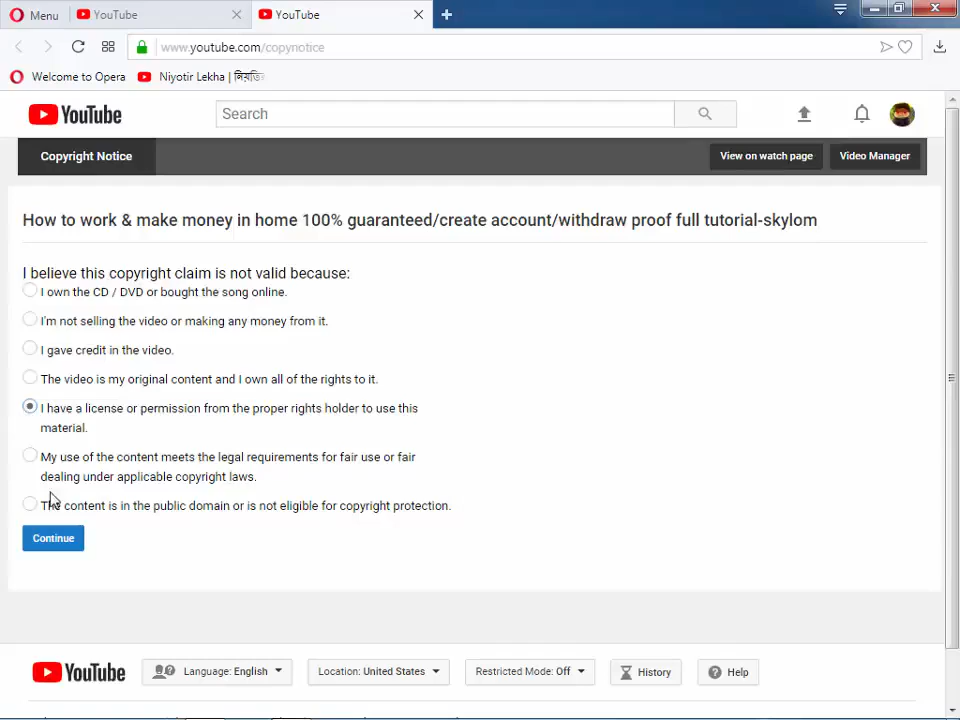 Menu
YouTube
YouTube
www.youtube.com/copynotice
Welcome to Opera
Niyotir Lekha |
YouTube
Search
Copyright Notice
View on watch page
Video Manager
How to work & make money in home 100% guaranteed/create account/withdraw proof full tutorial-skylom
I believe this copyright claim is not valid because:
I own the CD / DVD or bought the song online.
I'm not selling the video or making any money from it.
I gave credit in the video.
The video is my original content and I own all of the rights to it.
I have a license or permission from the proper rights holder to use this
material.
My use of the content meets the legal requirements for fair use or fair
dealing under applicable copyright laws.
The content is in the public domain or is not eligible for copyright protection.
Continue
YouTube
Language: English
Location: United States
Restricted Mode: Off
History
Help